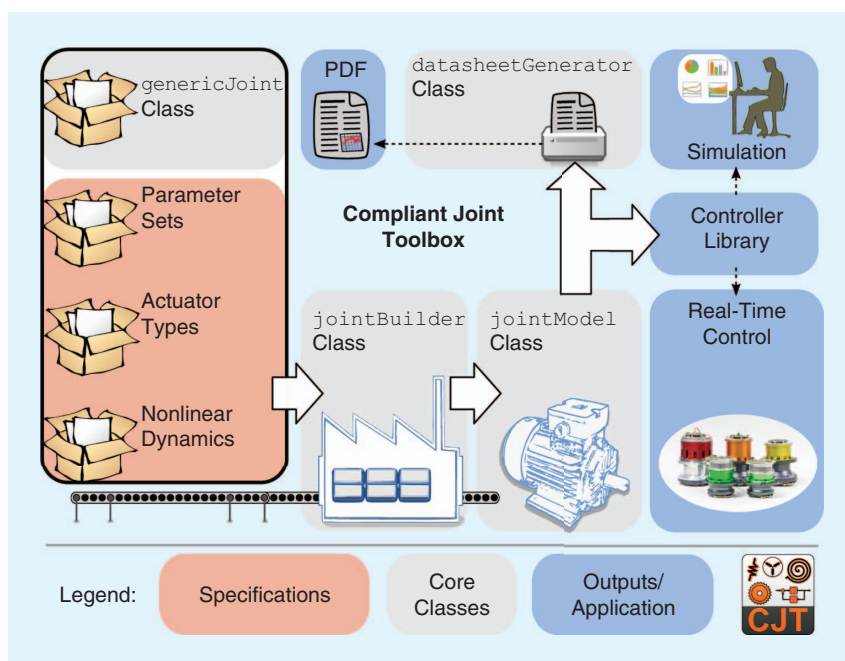 genericJoint
Class
Parameter
Sets
Actuator
Types
Nonlinear
Dynamics
PDF
datasheetGenerator
Class
Simulation
Compliant Joint
Toolbox
Controller
Library
jointBuilder
Class
jointModel
Class
Real-Time
Control
Legend:
Specifications
Core
Classes
Outputs/
Application
CJT